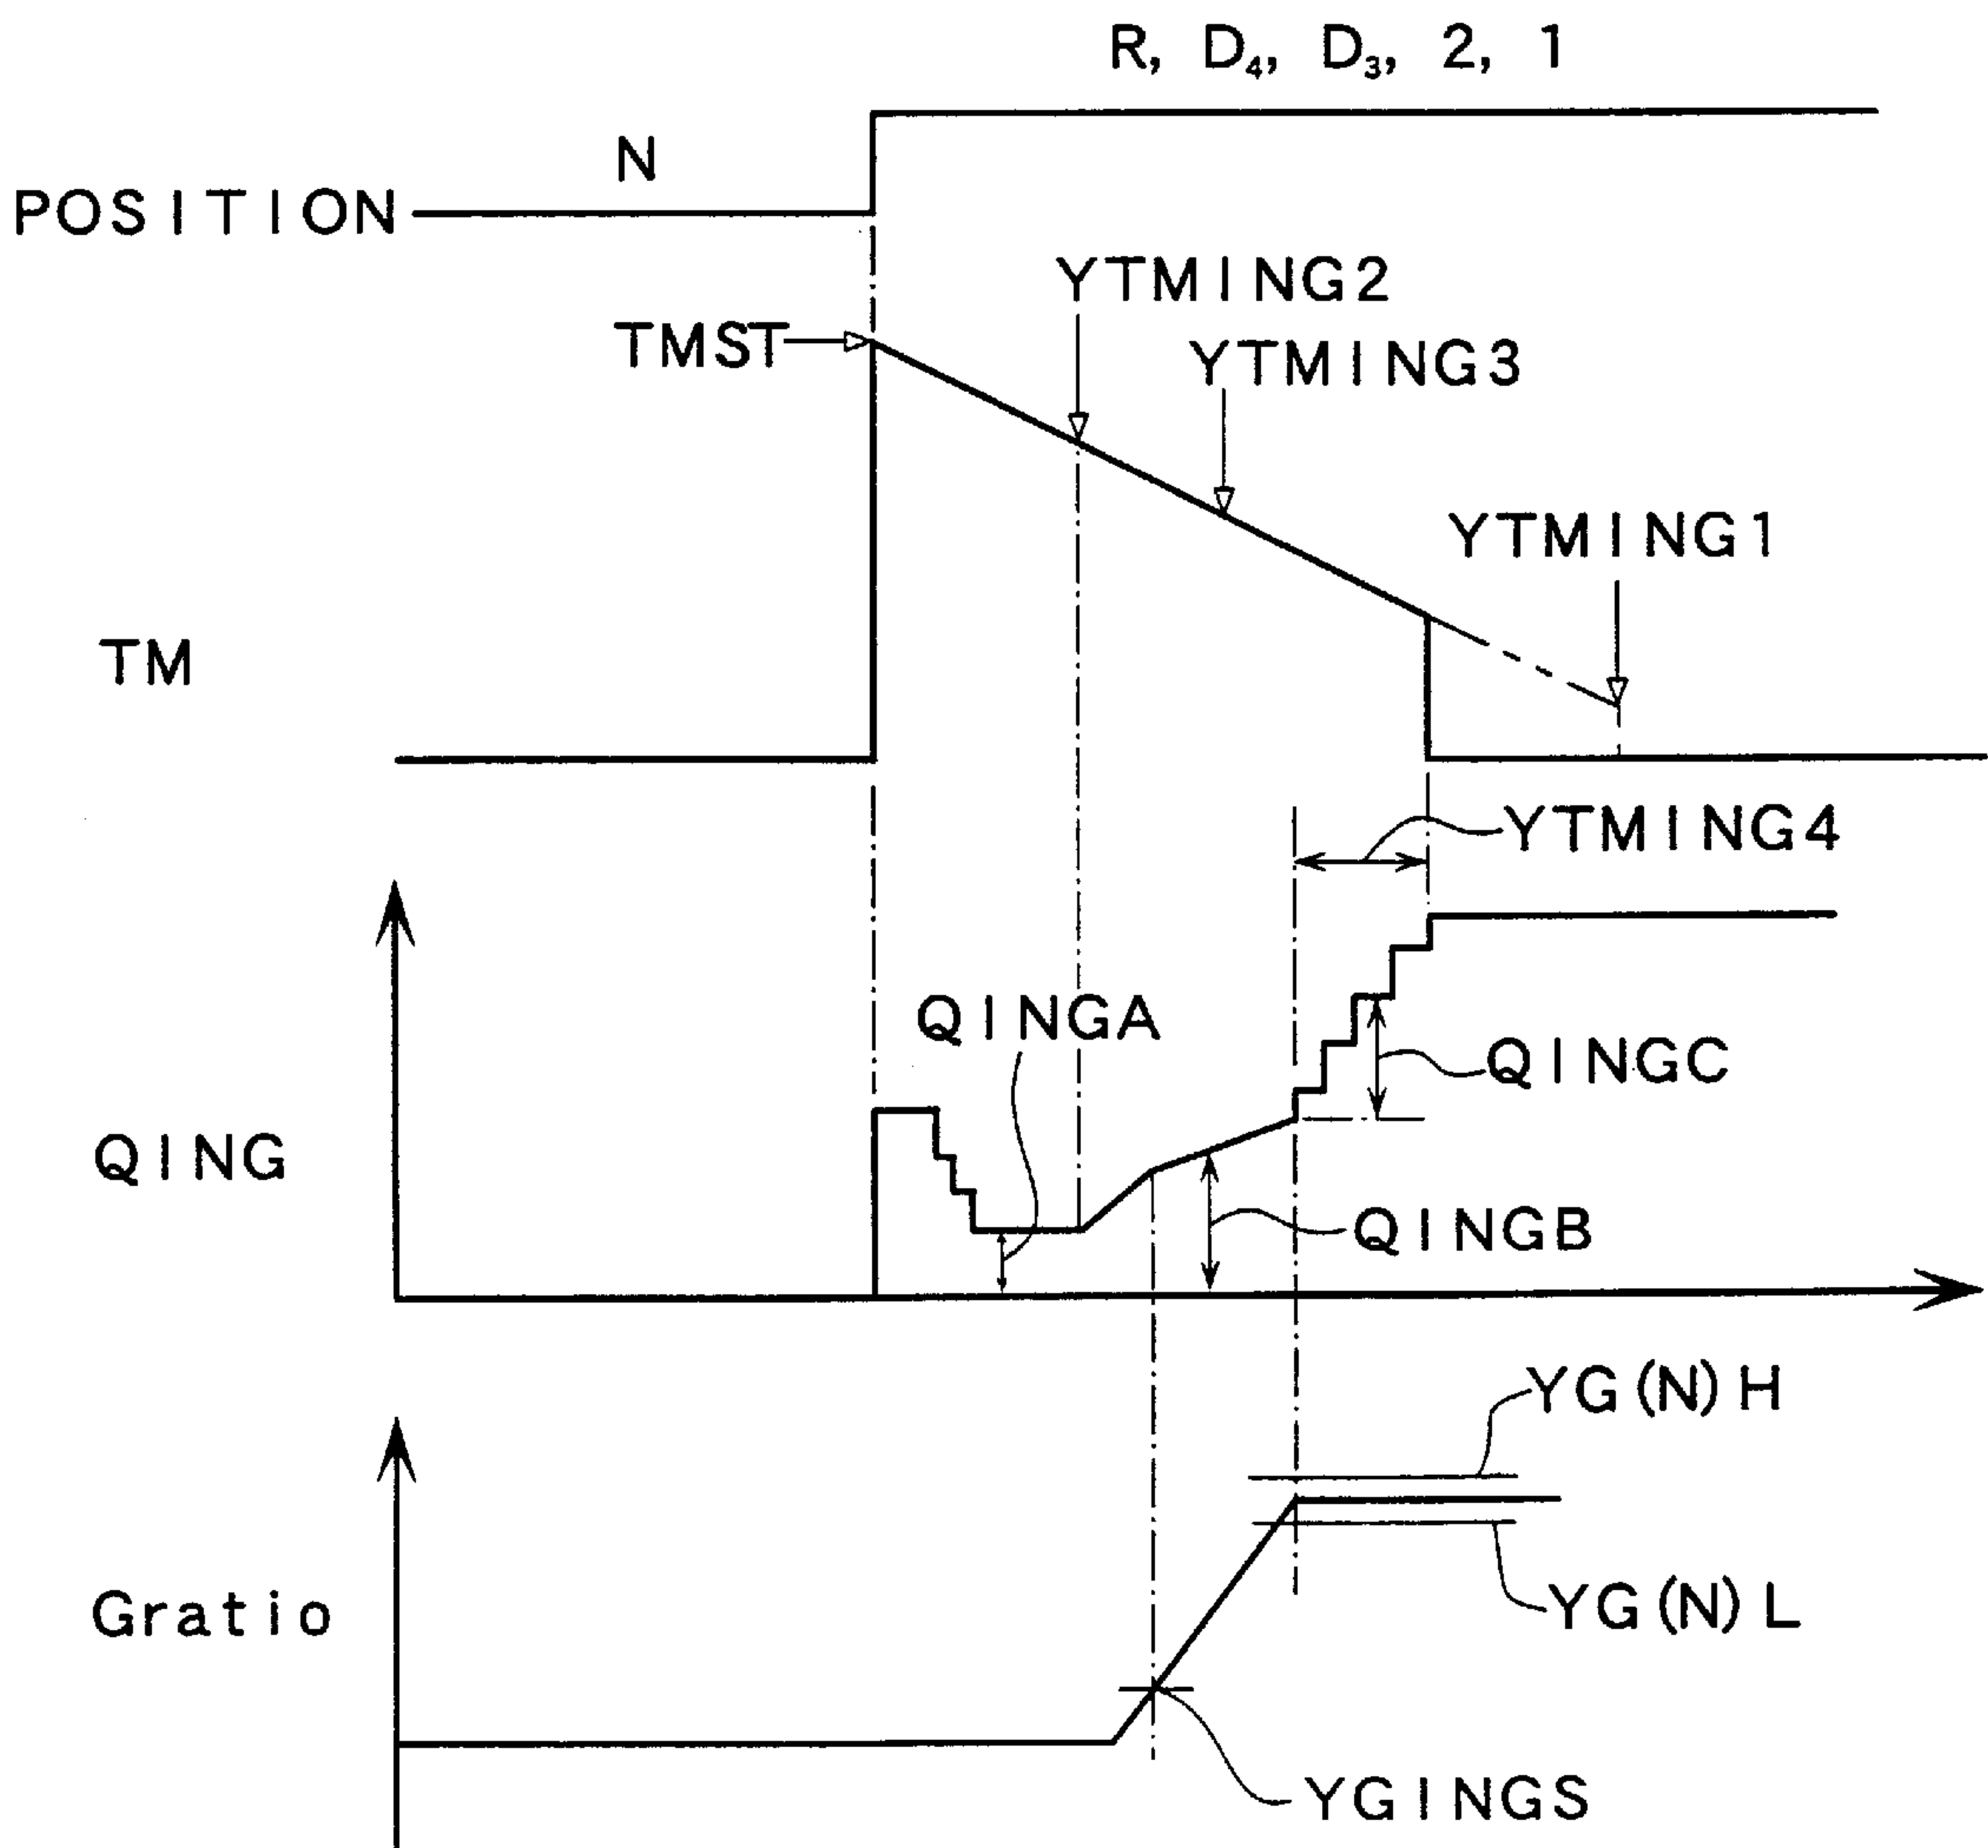 R, D₄, D₃, 2, 1
N
POSITION
YTMING2
TMST
YTMING3
YTMING1
TM
YTMING4
QINGA
QINGC
QING
QINGB
YG(N)H
Gratio
YG(N)L
YGINGS